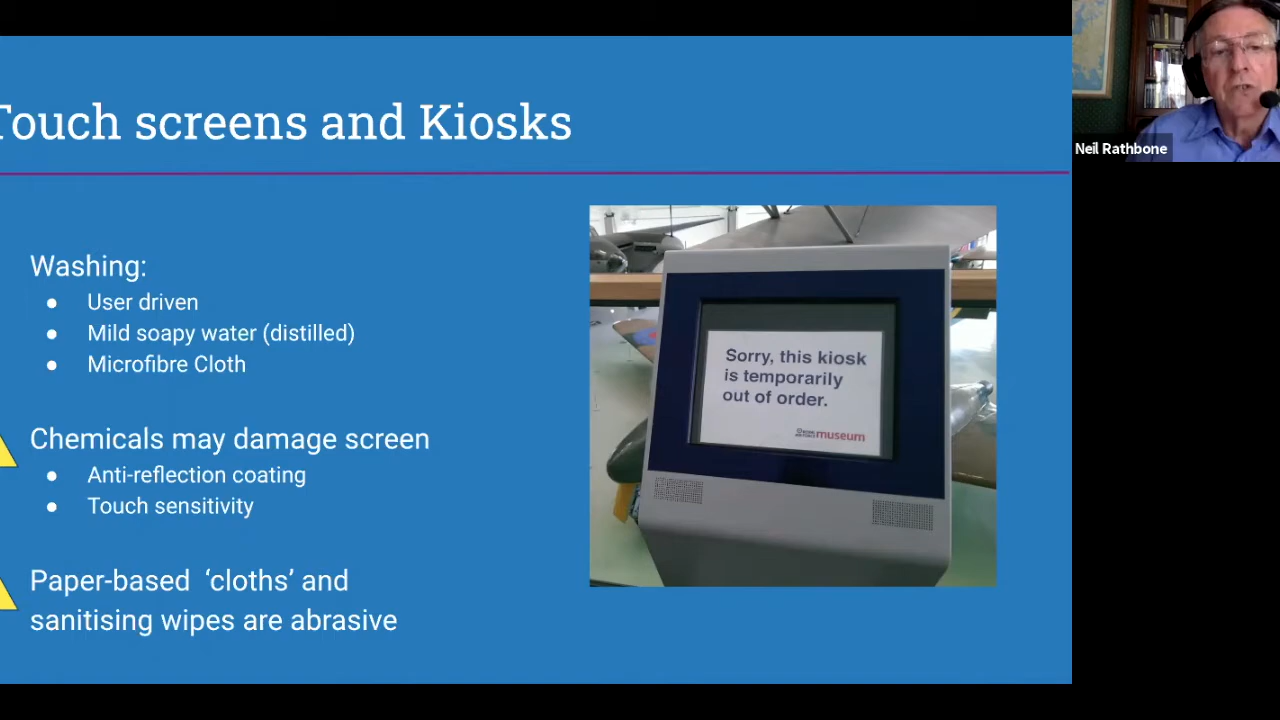 Touch screens and Kiosks
Neil Rathbone
Washing:
● User driven
● Mild soapy water (distilled)
● Microfibre Cloth
Chemicals may damage screen
● Anti-reflection coating
● Touch sensitivity
Paper-based ‘cloths’ and
sanitising wipes are abrasive
Sorry, this kiosk
is temporarily
out of order.
museum